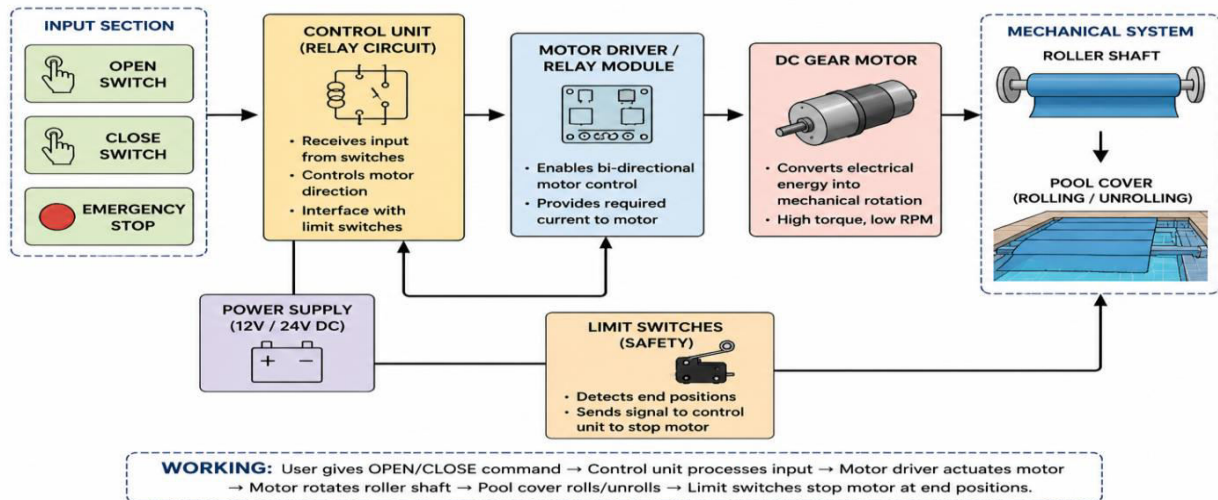 INPUT SECTION
OPEN
SWITCH
CLOSE
SWITCH
EMERGENCY
STOP
CONTROL UNIT
(RELAY CIRCUIT)
• Receives input
from switches
• Controls motor
direction
• Interface with
limit switches
MOTOR DRIVER /
RELAY MODULE
• Enables bi-directional
motor control
• Provides required
current to motor
DC GEAR MOTOR
• Converts electrical
energy into
mechanical rotation
• High torque, low RPM
MECHANICAL SYSTEM
ROLLER SHAFT
POOL COVER
(ROLLING / UNROLLING)
POWER SUPPLY
(12V / 24V DC)
+ −
LIMIT SWITCHES
(SAFETY)
• Detects end positions
• Sends signal to control
unit to stop motor
WORKING: User gives OPEN/CLOSE command → Control unit processes input → Motor driver actuates motor
→ Motor rotates roller shaft → Pool cover rolls/unrolls → Limit switches stop motor at end positions.